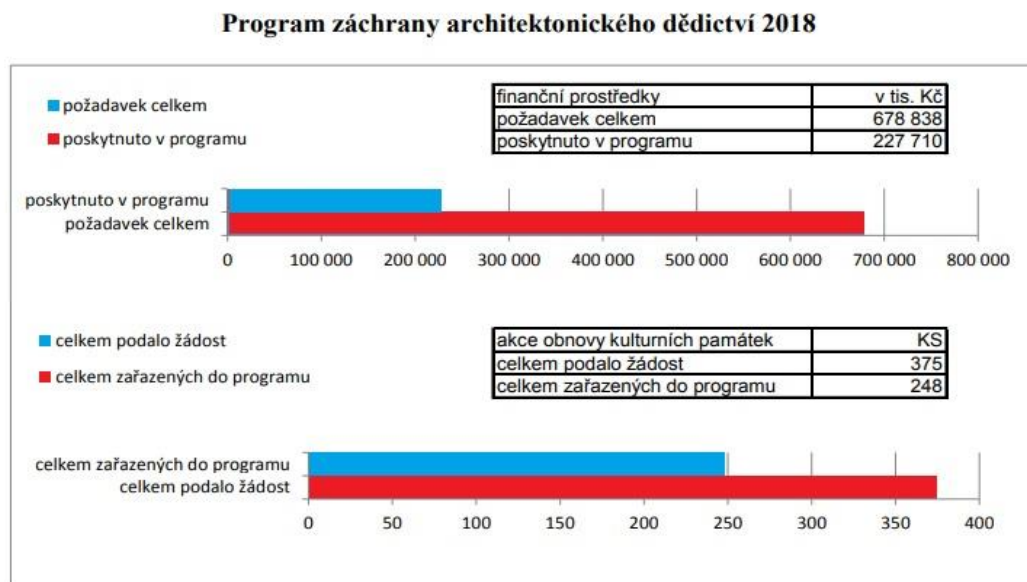 Program záchrany architektonického dědictví 2018
požadavek celkem
poskytnuto v programu
finanční prostředky v tis. Kč
požadavek celkem 678 838
poskytnuto v programu 227 710
poskytnuto v programu
požadavek celkem
0 100 000 200 000 300 000 400 000 500 000 600 000 700 000 800 000
celkem podalo žádost
celkem zařazených do programu
akce obnovy kulturních památek KS
celkem podalo žádost 375
celkem zařazených do programu 248
celkem zařazených do programu
celkem podalo žádost
0 50 100 150 200 250 300 350 400